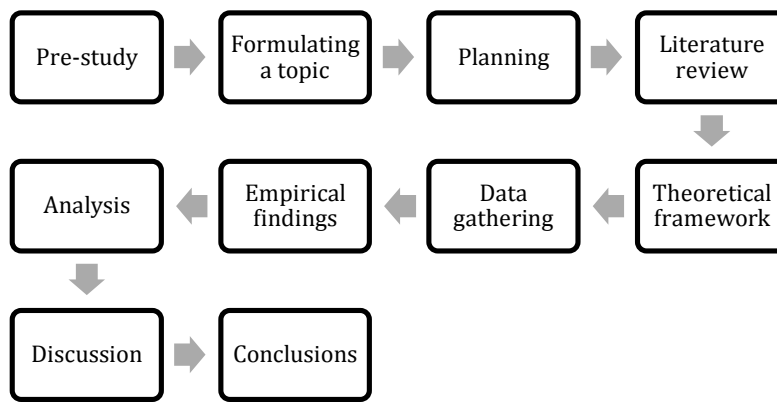 Pre-study
Formulating
a topic
Planning
Literature
review
Theoretical
framework
Data
gathering
Empirical
findings
Analysis
Discussion
Conclusions